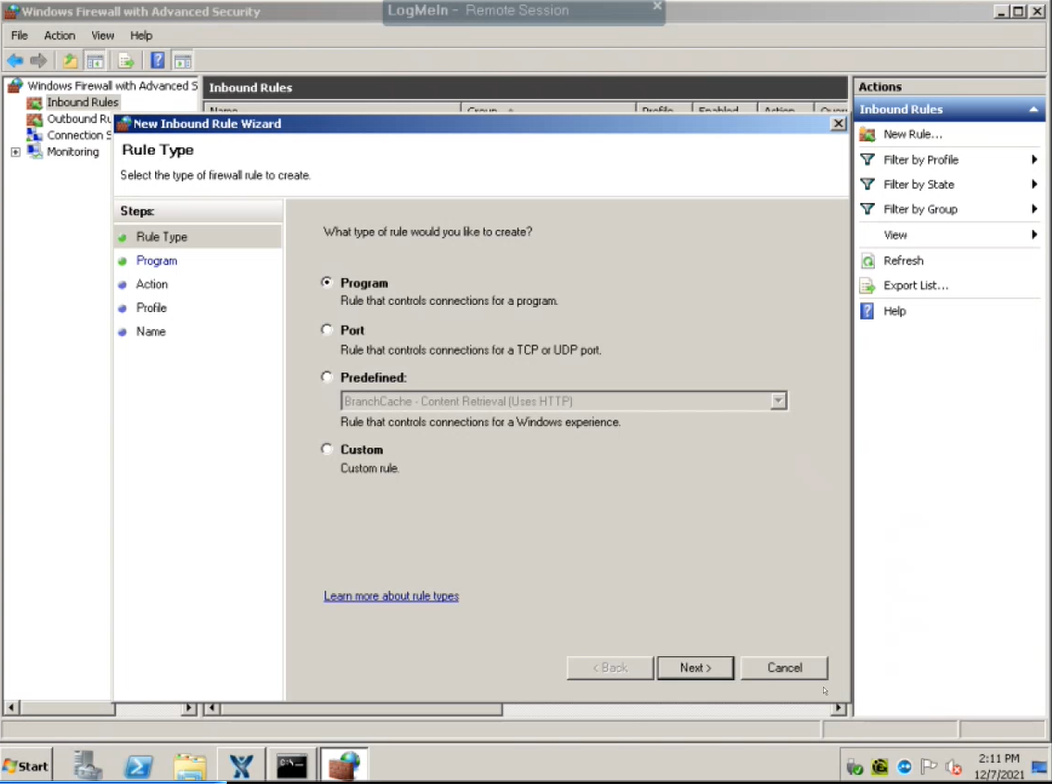 Windows Firewall with Advanced Security
LogMeIn - Remote Session
File Action View Help
Windows Firewall with Advanced S
Inbound Rules
Outbound Ru
Connection S
Monitoring
Inbound Rules
Name Group Profile Enabled Action
New Inbound Rule Wizard
Rule Type
Select the type of firewall rule to create.
Steps:
Rule Type
Program
Action
Profile
Name
What type of rule would you like to create?
Program
Rule that controls connections for a program.
Port
Rule that controls connections for a TCP or UDP port.
Predefined:
BranchCache - Content Retrieval (Uses HTTP)
Rule that controls connections for a Windows experience.
Custom
Custom rule.
Learn more about rule types
< Back Next > Cancel
Actions
Inbound Rules
New Rule...
Filter by Profile
Filter by State
Filter by Group
View
Refresh
Export List...
Help
Start
2:11 PM
12/7/2021